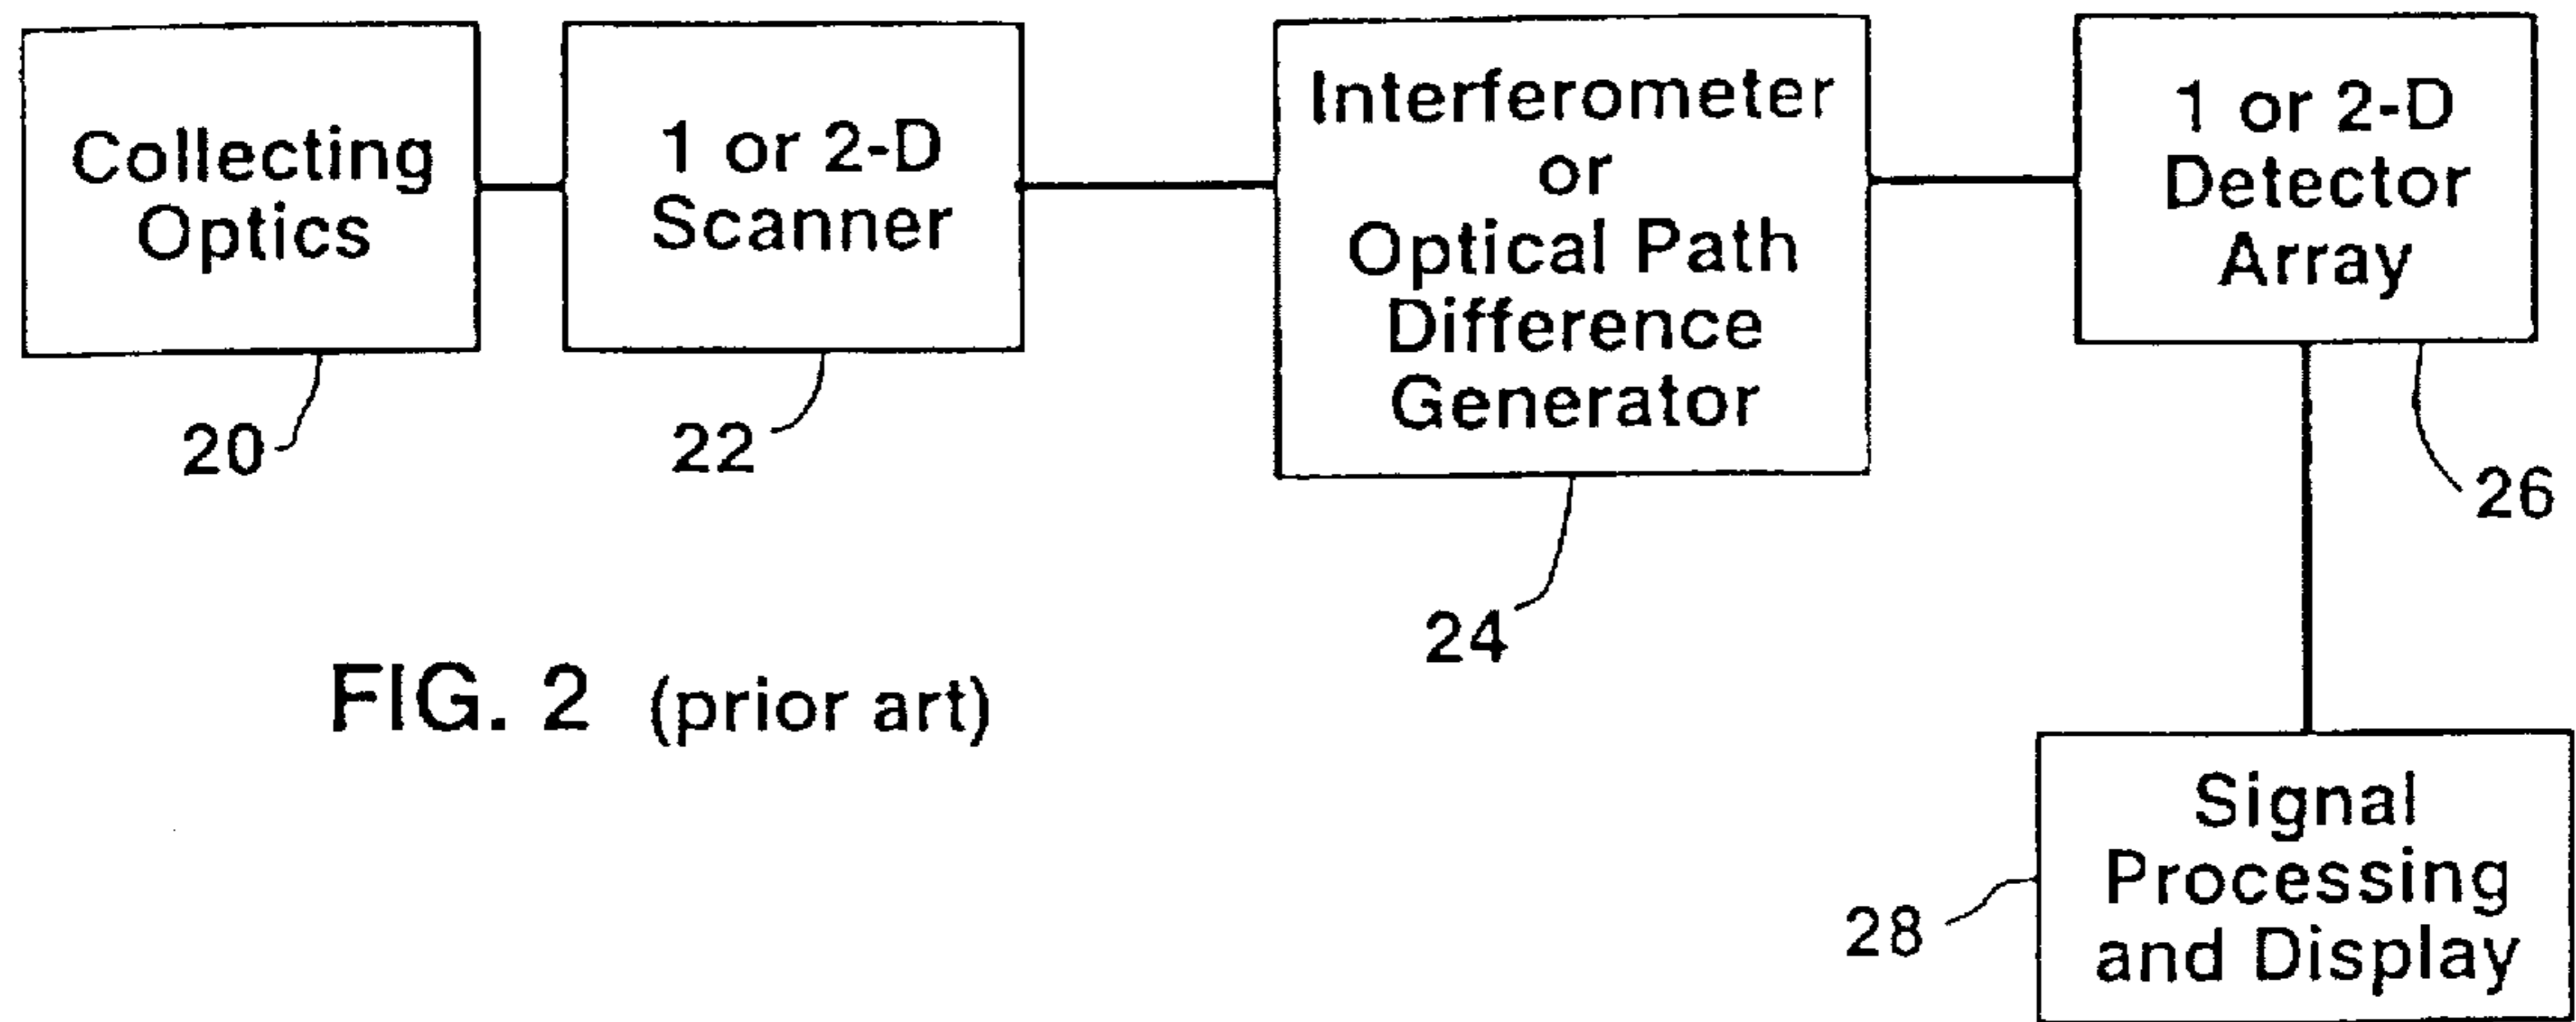 Collecting
Optics
1 or 2-D
Scanner
Interferometer
or
Optical Path
Difference
Generator
1 or 2-D
Detector
Array
20
22
24
26
FIG. 2 (prior art)
Signal
Processing
and Display
28